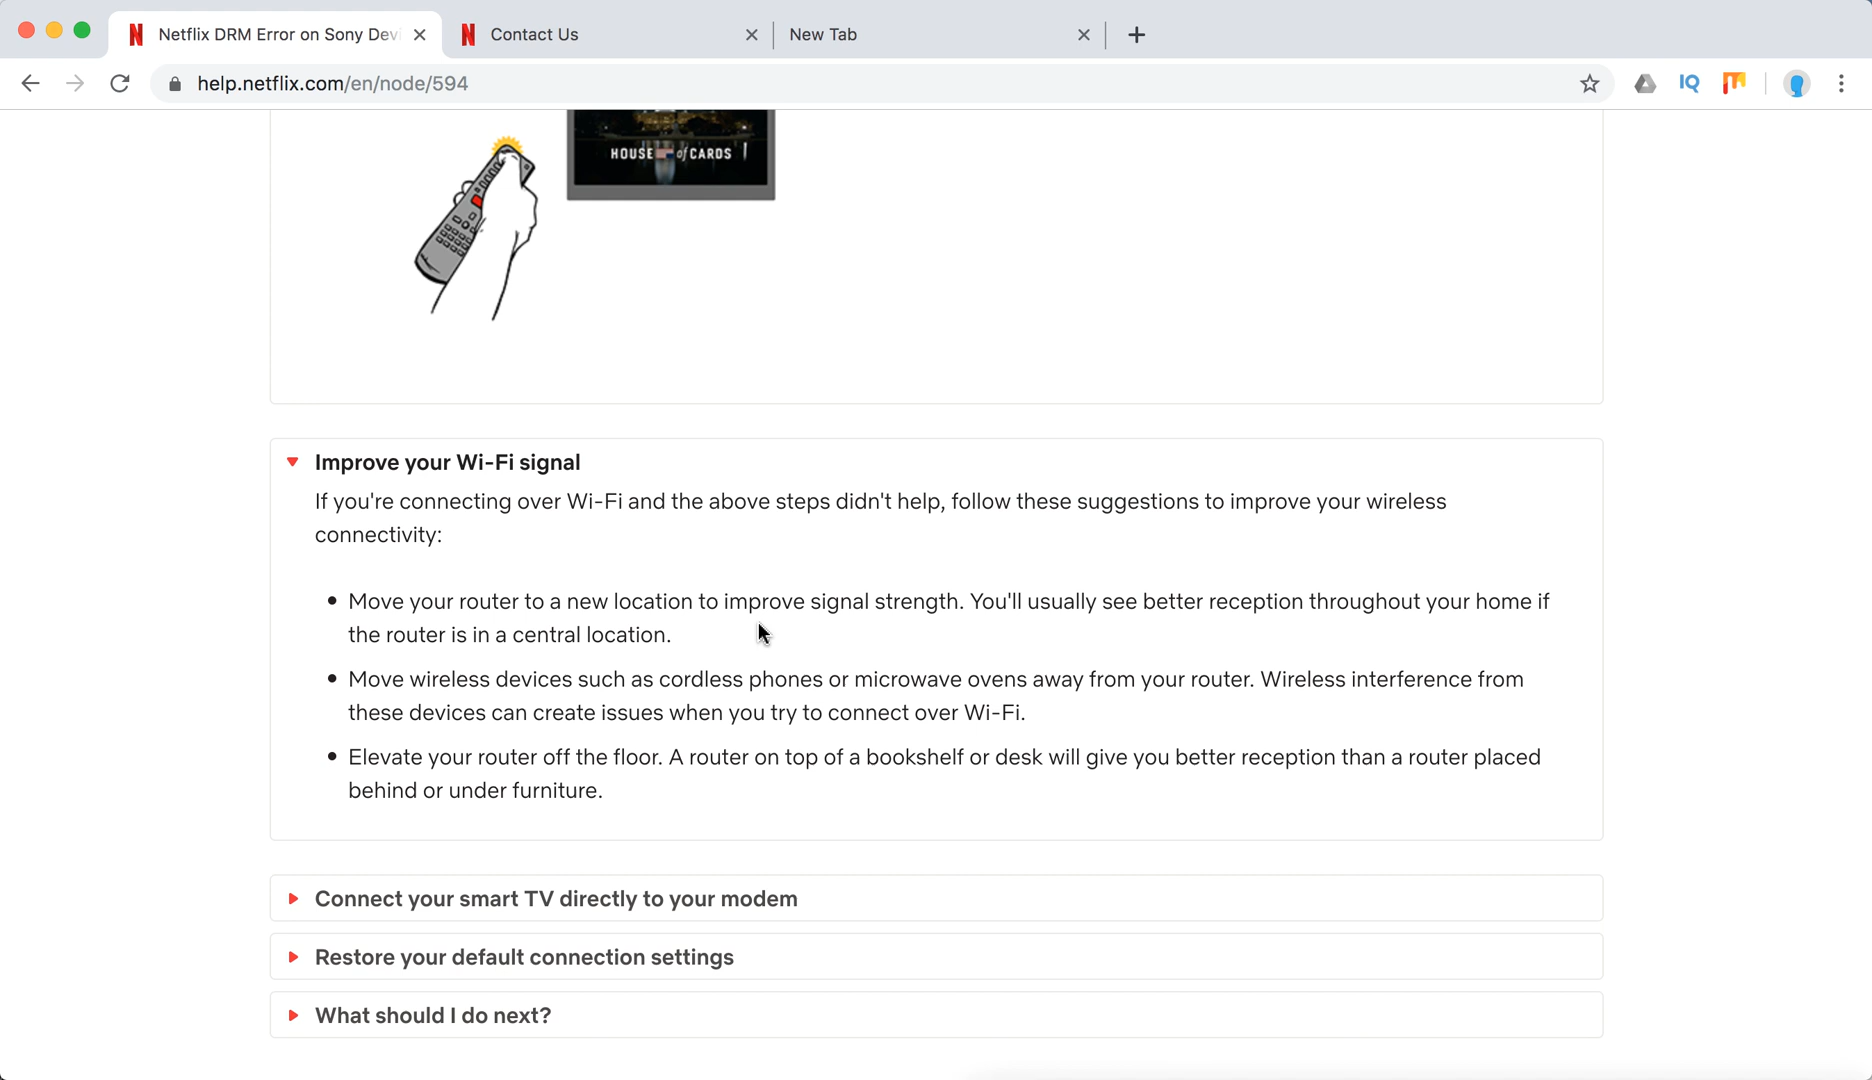 Netflix DRM Error on Sony Devi
Contact Us
New Tab
help.netflix.com/en/node/594
IQ
HOUSE of CARDS
Improve your Wi-Fi signal
If you're connecting over Wi-Fi and the above steps didn't help, follow these suggestions to improve your wireless
connectivity:
Move your router to a new location to improve signal strength. You'll usually see better reception throughout your home if
the router is in a central location.
Move wireless devices such as cordless phones or microwave ovens away from your router. Wireless interference from
these devices can create issues when you try to connect over Wi-Fi.
Elevate your router off the floor. A router on top of a bookshelf or desk will give you better reception than a router placed
behind or under furniture.
Connect your smart TV directly to your modem
Restore your default connection settings
What should I do next?